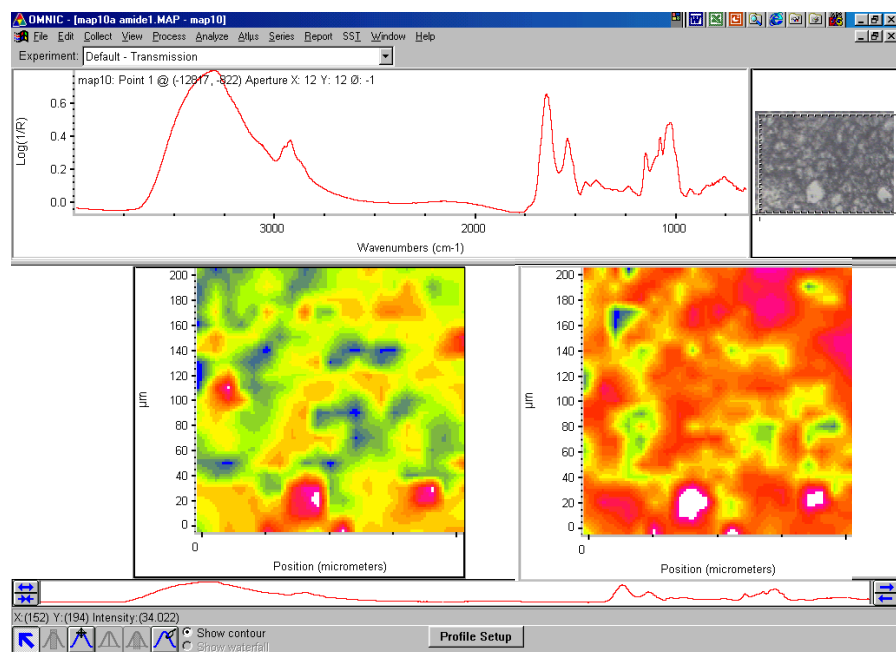 OMNIC - [map10a amide1.MAP - map10]
File Edit Collect View Process Analyze Atlμs Series Report SSI Window Help
Experiment: Default - Transmission
map10: Point 1 @ (-12817, -822) Aperture X: 12 Y: 12 Ø: -1
Log(1/R)
0.6
0.4
0.2
0.0
3000 2000 1000
Wavenumbers (cm-1)
μm
200
180
160
140
120
100
80
60
40
20
0
0
Position (micrometers)
μm
200
180
160
140
120
100
80
60
40
20
0
0
Position (micrometers)
X:(152) Y:(194) Intensity:(34.022)
Show contour
Show waterfall
Profile Setup